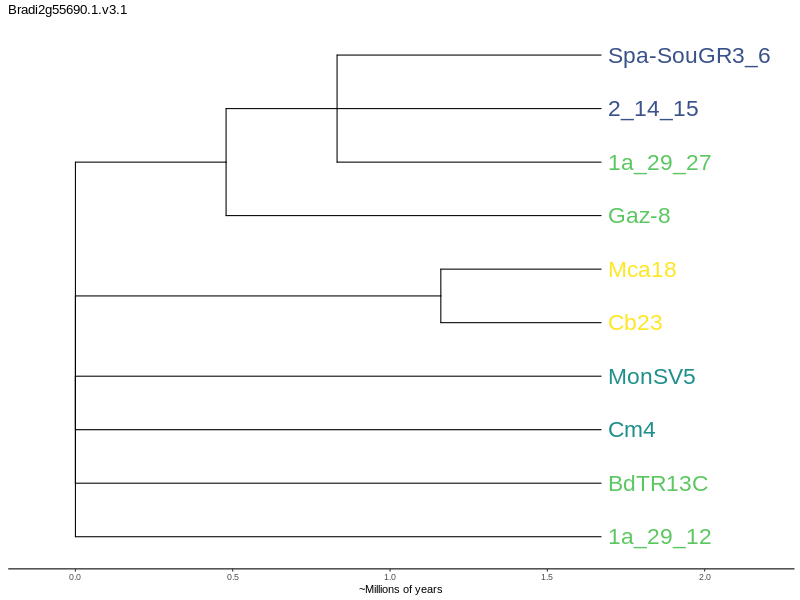 Bradi2g55690.1.v3.1
Spa-SouGR3_6
2_14_15
1a_29_27
Gaz-8
Mca18
Cb23
MonSV5
Cm4
BdTR13C
1a_29_12
0.0 0.5 1.0 1.5 2.0
~Millions of years